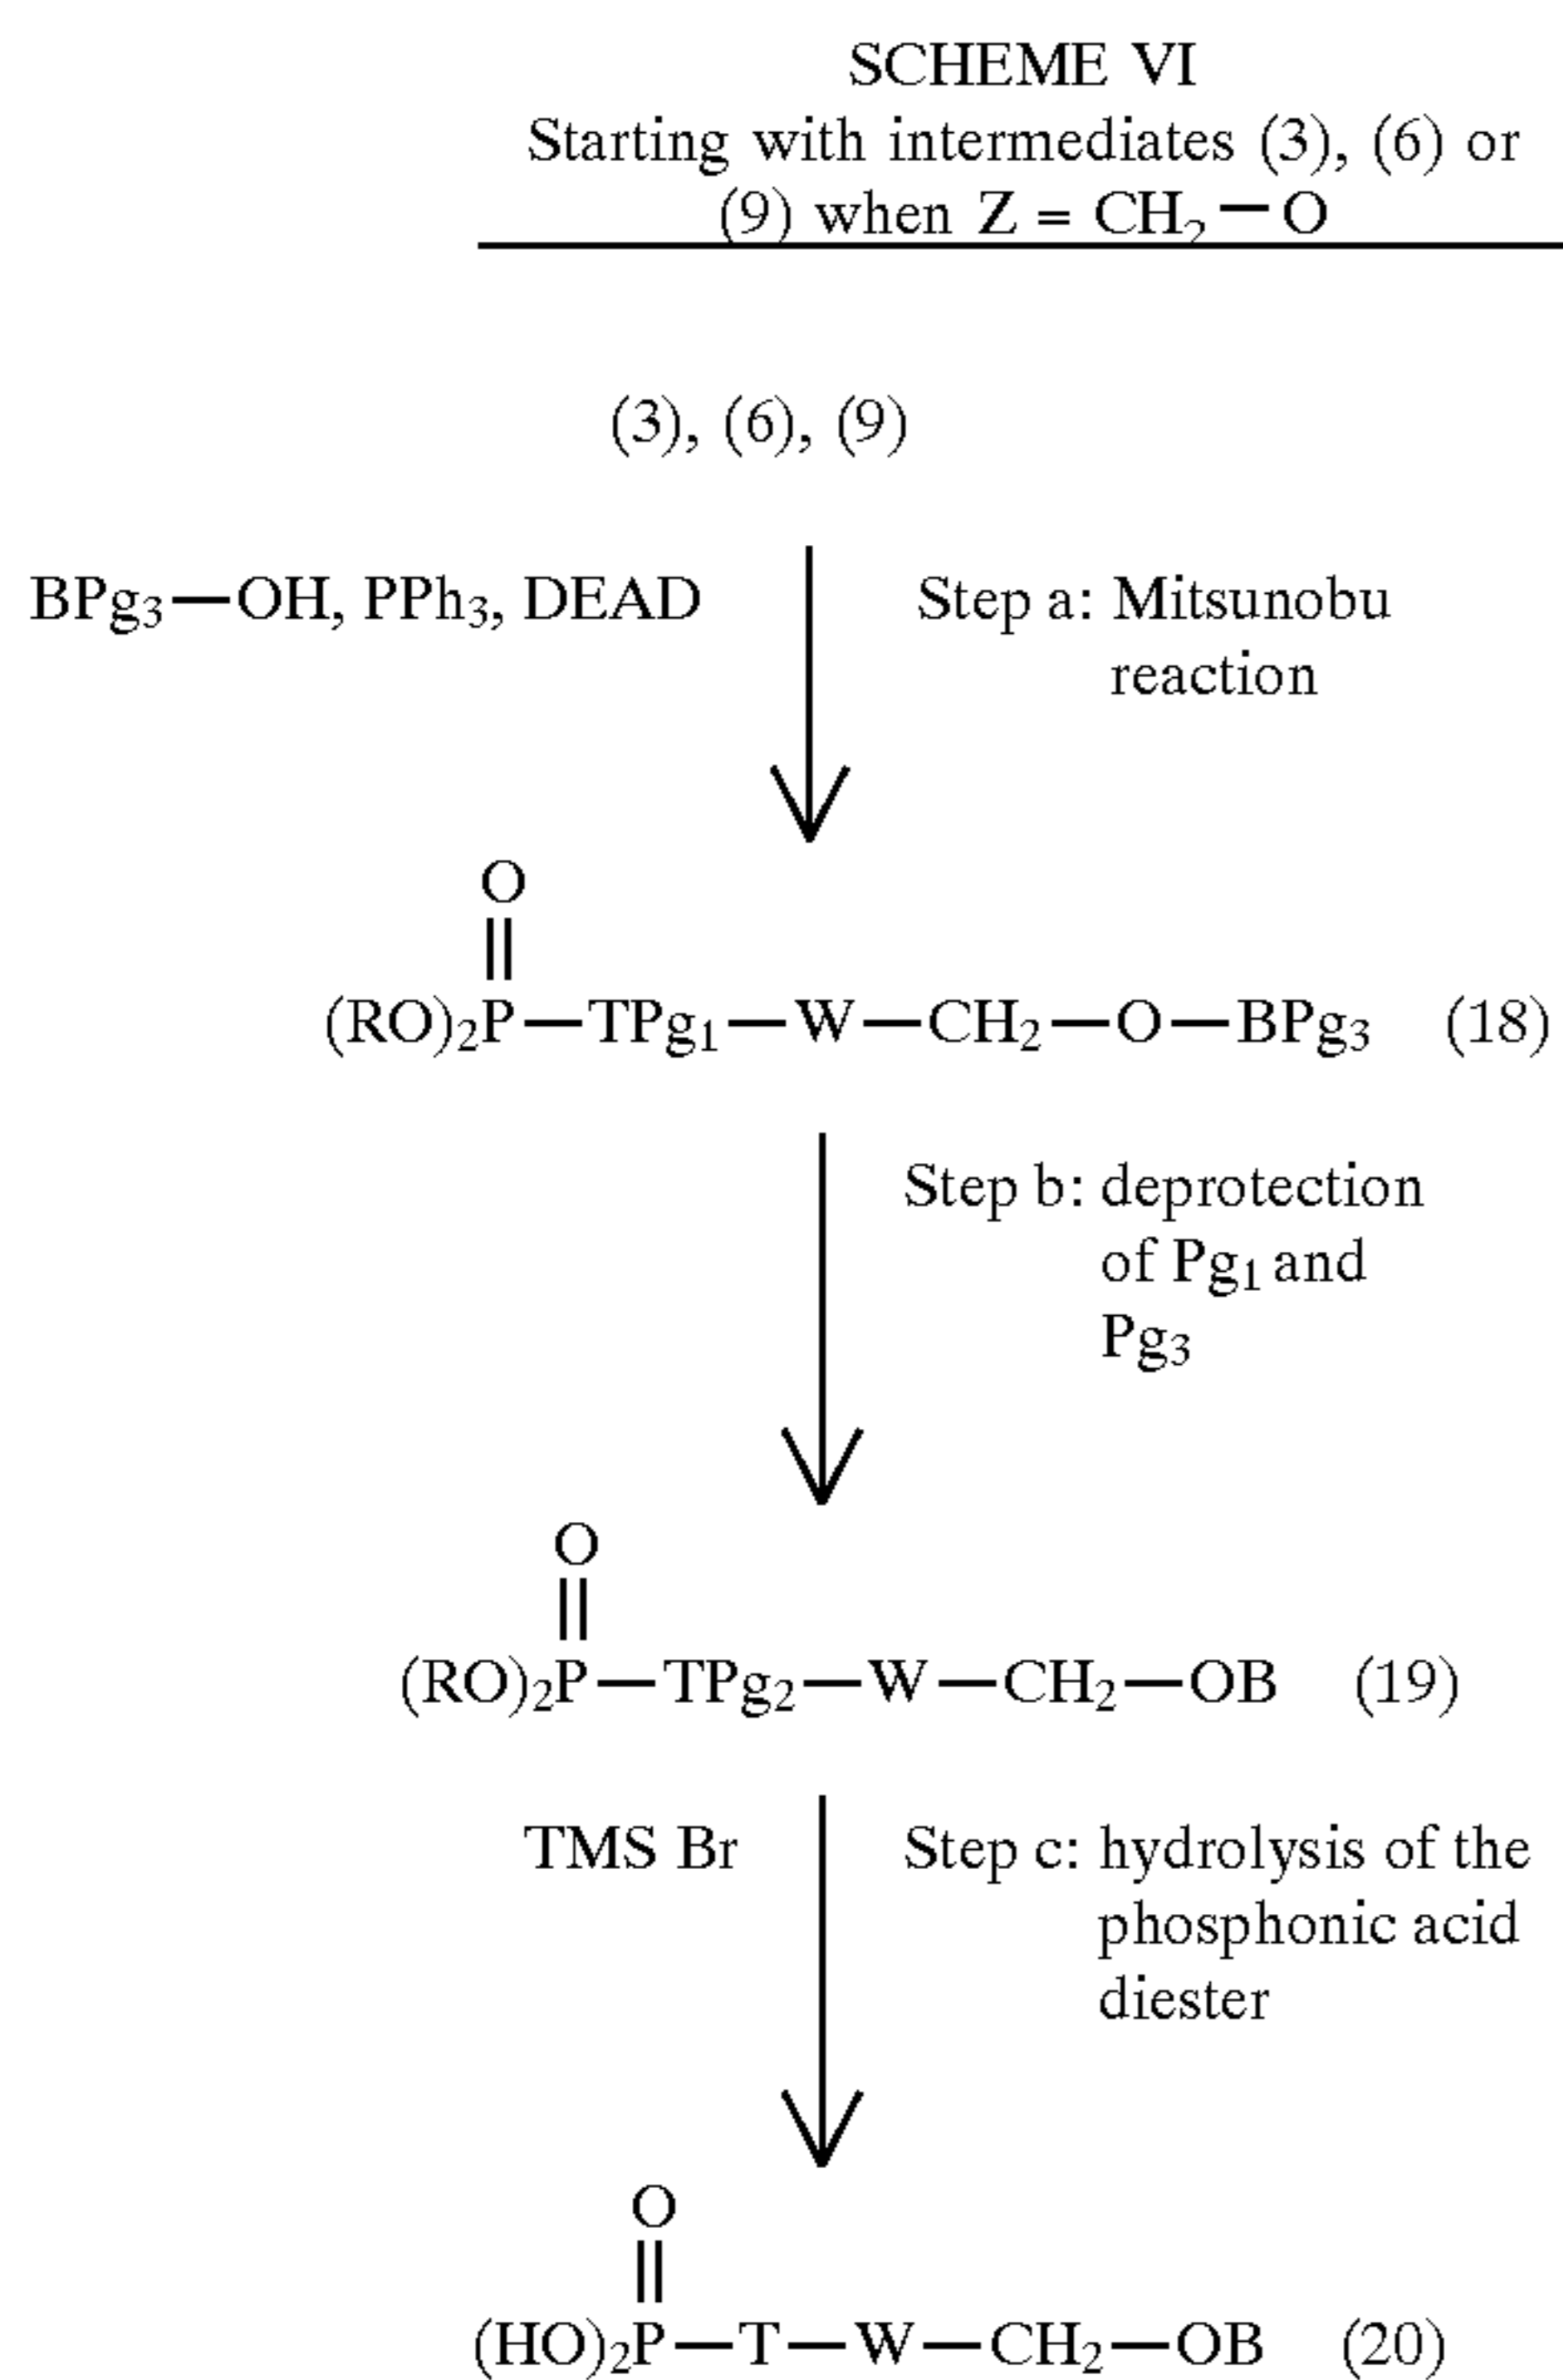 SCHEME VI
Starting with intermediates (3), (6) or
(9) when Z = CH₂—O
(3), (6), (9)
BPg₃—OH, PPh₃, DEAD
Step a: Mitsunobu
reaction
O
(RO)₂P—TPg₁—W—CH₂—O—BPg₃ (18)
Step b: deprotection
of Pg₁ and
Pg₃
O
(RO)₂P—TPg₂—W—CH₂—OB (19)
TMS Br
Step c: hydrolysis of the
phosphonic acid
diester
O
(HO)₂P—T—W—CH₂—OB (20)